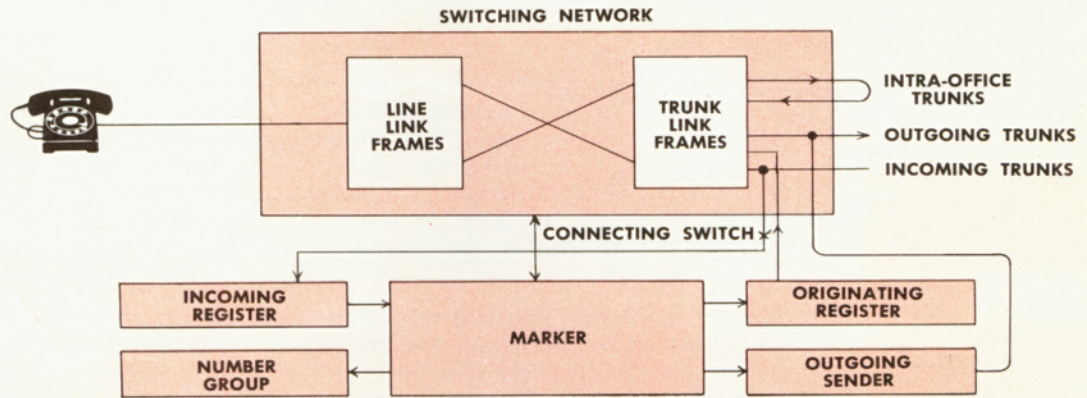 SWITCHING NETWORK
LINE
LINK
FRAMES
TRUNK
LINK
FRAMES
INTRA-OFFICE
TRUNKS
OUTGOING TRUNKS
INCOMING TRUNKS
CONNECTING SWITCH
INCOMING
REGISTER
MARKER
ORIGINATING
REGISTER
NUMBER
GROUP
OUTGOING
SENDER